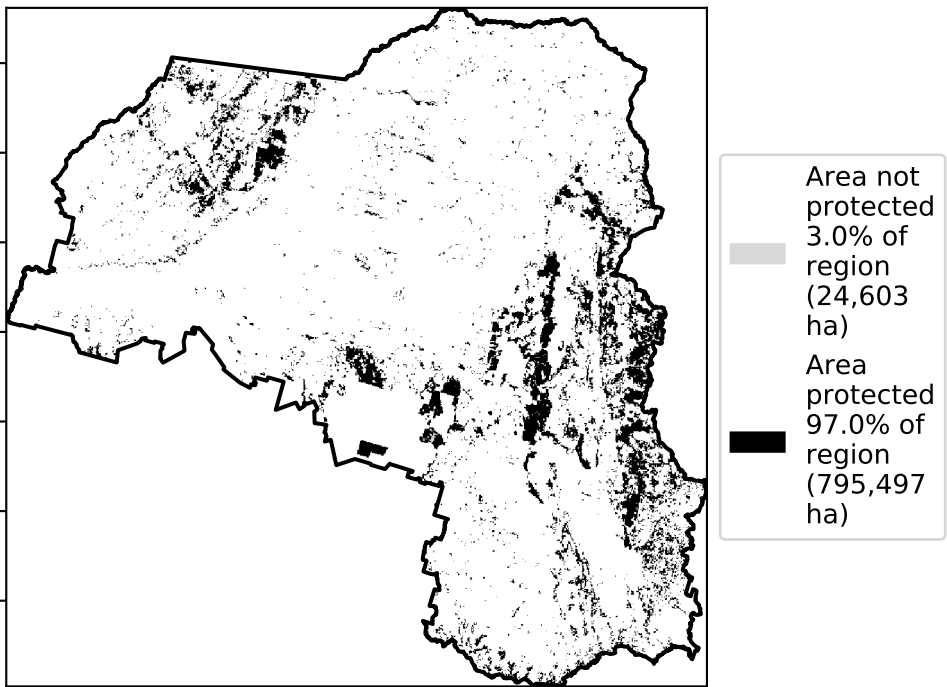 Area not
protected
3.0% of
region
(24,603
ha)
Area
protected
97.0% of
region
(795,497
ha)